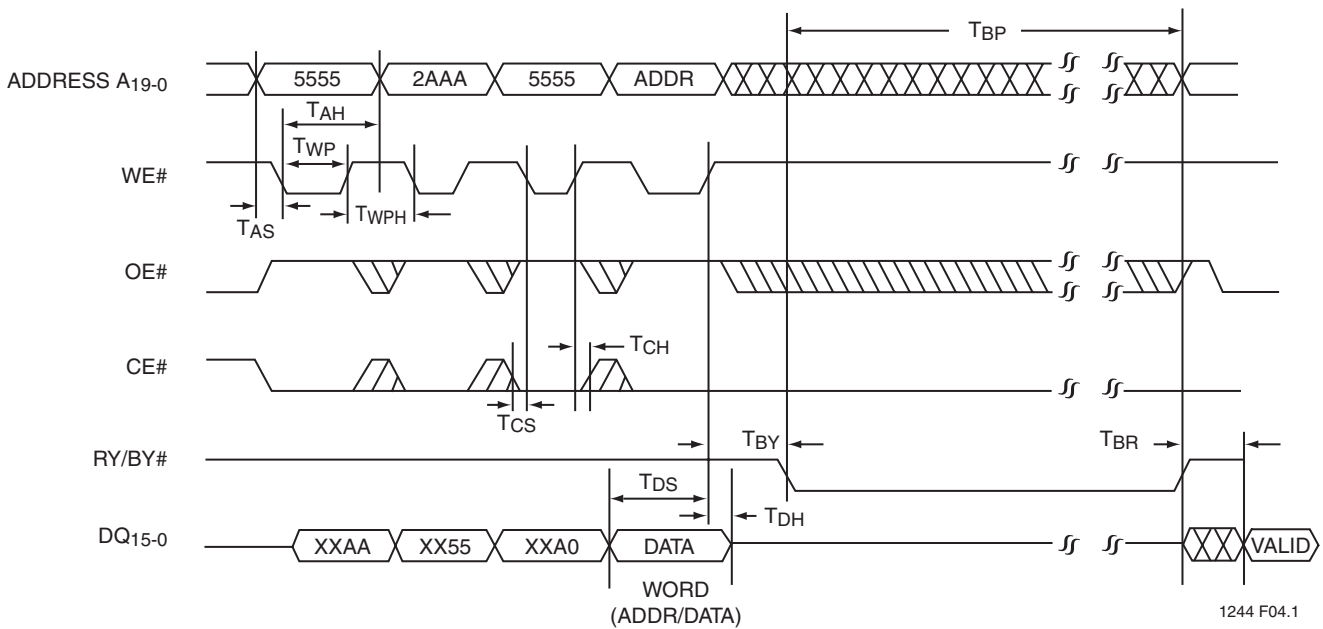 TBP
ADDRESS A19-0
5555
2AAA
5555
ADDR
TAH
TWP
WE#
TAS
TWPH
OE#
CE#
TCH
TCS
RY/BY#
TBY
TBR
TDS
TDH
DQ15-0
XXAA
XX55
XXA0
DATA
VALID
WORD
(ADDR/DATA)
1244 F04.1